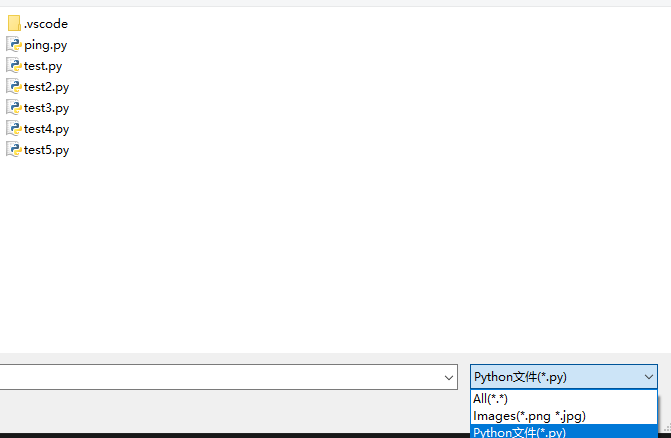 .vscode
ping.py
test.py
test2.py
test3.py
test4.py
test5.py
Python文件(*.py)
All(*.*)
Images(*.png *.jpg)
Python文件(*.py)